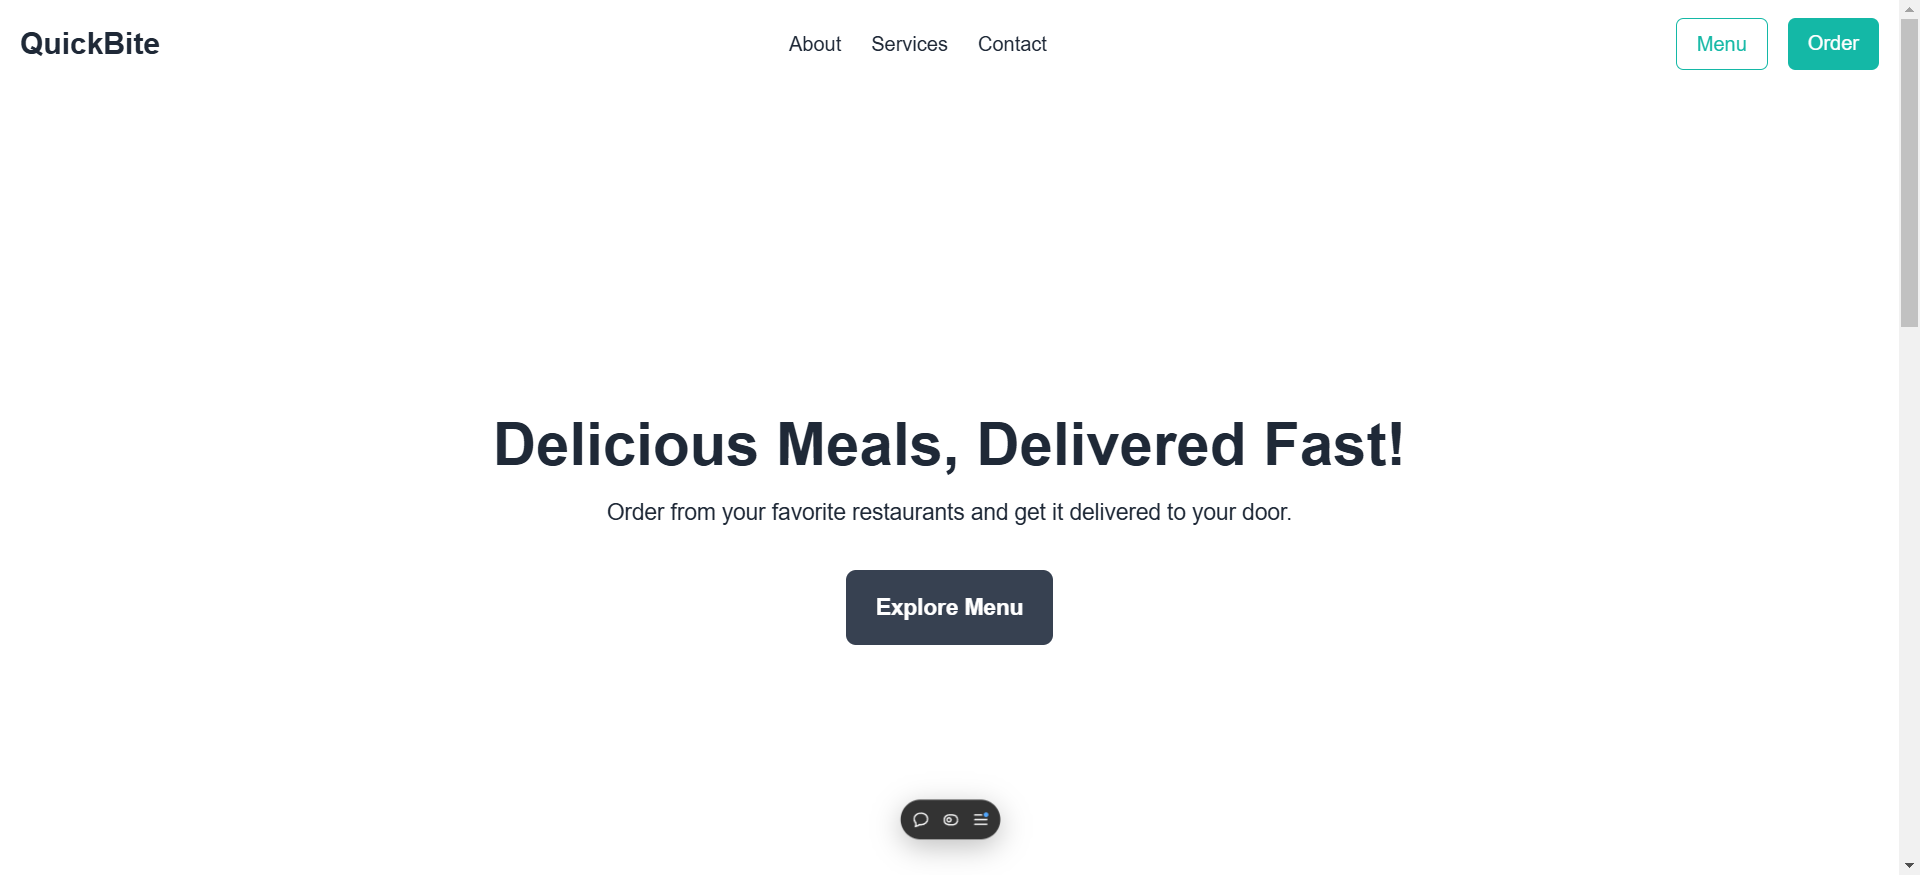 QuickBite
About Services Contact
Menu Order
Delicious Meals, Delivered Fast!
Order from your favorite restaurants and get it delivered to your door.
Explore Menu